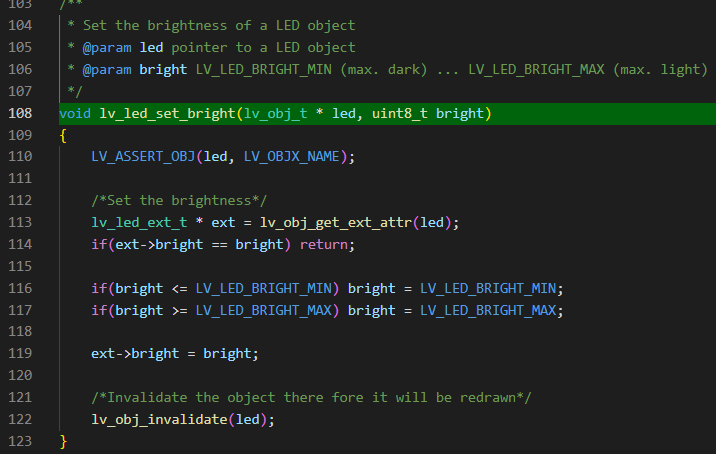 103 /**
104  * Set the brightness of a LED object
105  * @param led pointer to a LED object
106  * @param bright LV_LED_BRIGHT_MIN (max. dark) ... LV_LED_BRIGHT_MAX (max. light)
107  */
108 void lv_led_set_bright(lv_obj_t * led, uint8_t bright)
109 {
110     LV_ASSERT_OBJ(led, LV_OBJX_NAME);
111
112     /*Set the brightness*/
113     lv_led_ext_t * ext = lv_obj_get_ext_attr(led);
114     if(ext->bright == bright) return;
115
116     if(bright <= LV_LED_BRIGHT_MIN) bright = LV_LED_BRIGHT_MIN;
117     if(bright >= LV_LED_BRIGHT_MAX) bright = LV_LED_BRIGHT_MAX;
118
119     ext->bright = bright;
120
121     /*Invalidate the object there fore it will be redrawn*/
122     lv_obj_invalidate(led);
123 }